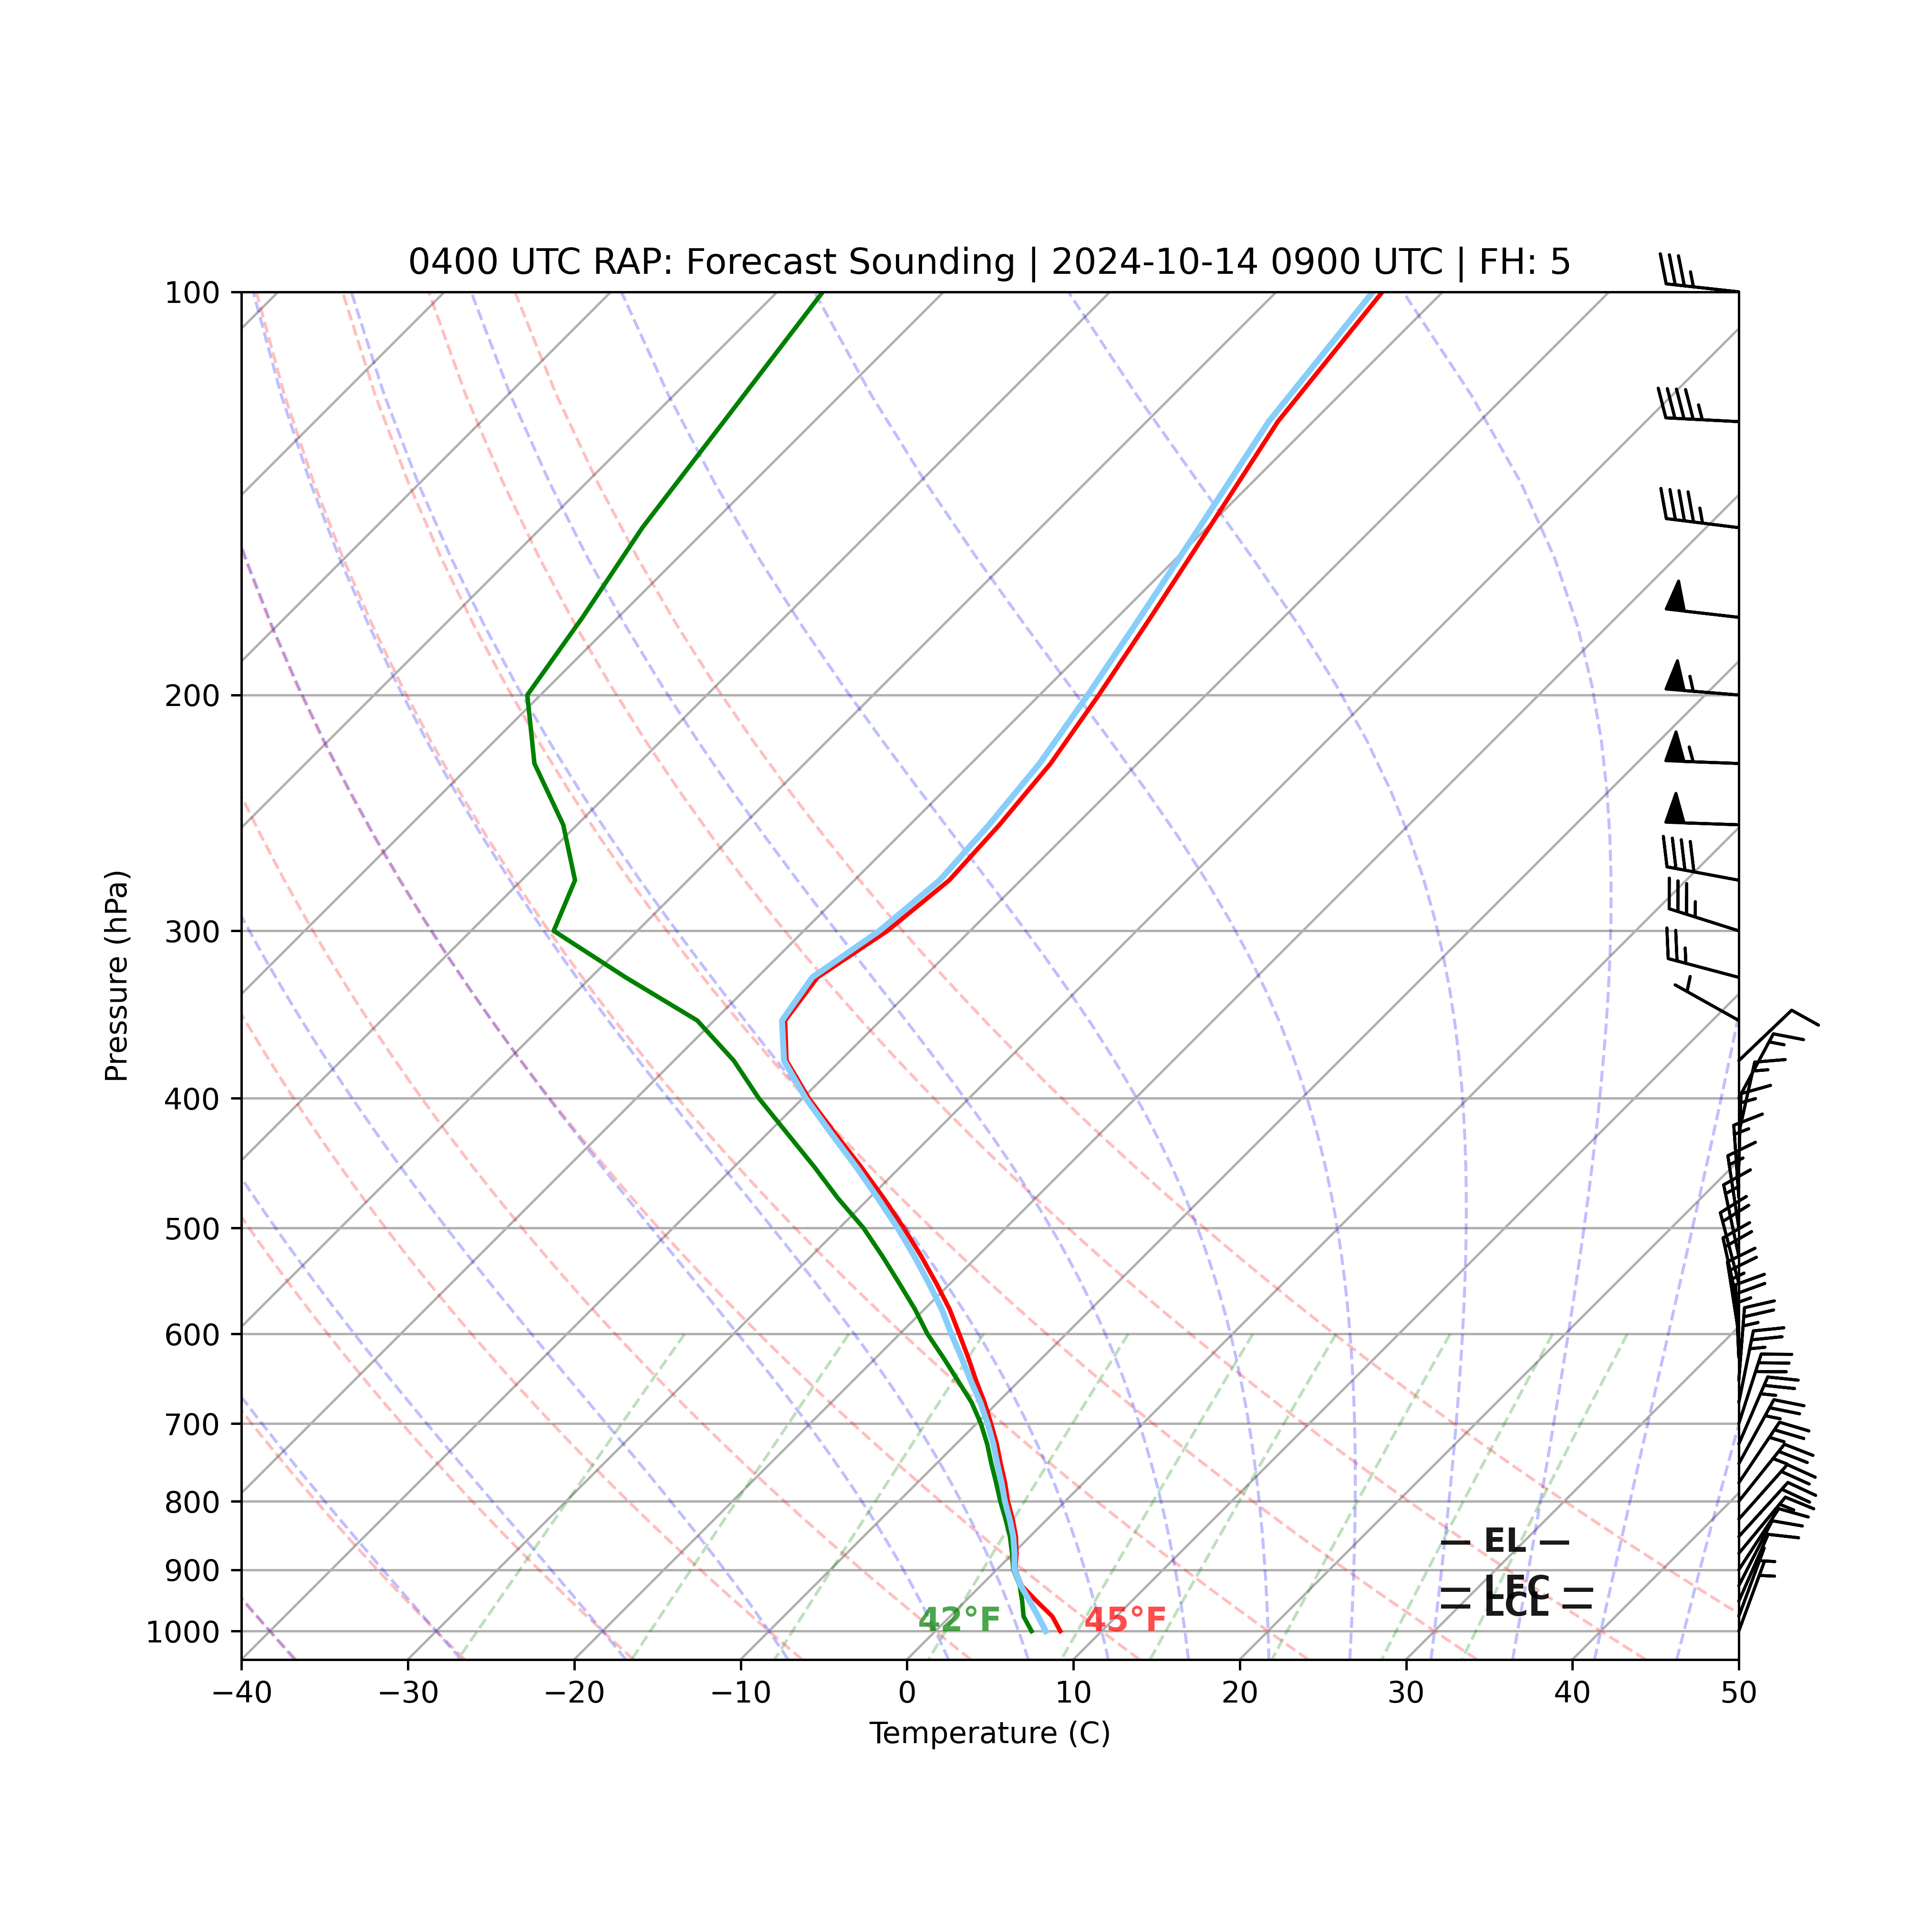 0400 UTC RAP: Forecast Sounding | 2024-10-14 0900 UTC | FH: 5
100
200
300
400
500
600
700
800
900
1000
Pressure (hPa)
— EL —
— LFC —
— LCL —
42°F
45°F
−40
−30
−20
−10
0
10
20
30
40
50
Temperature (C)